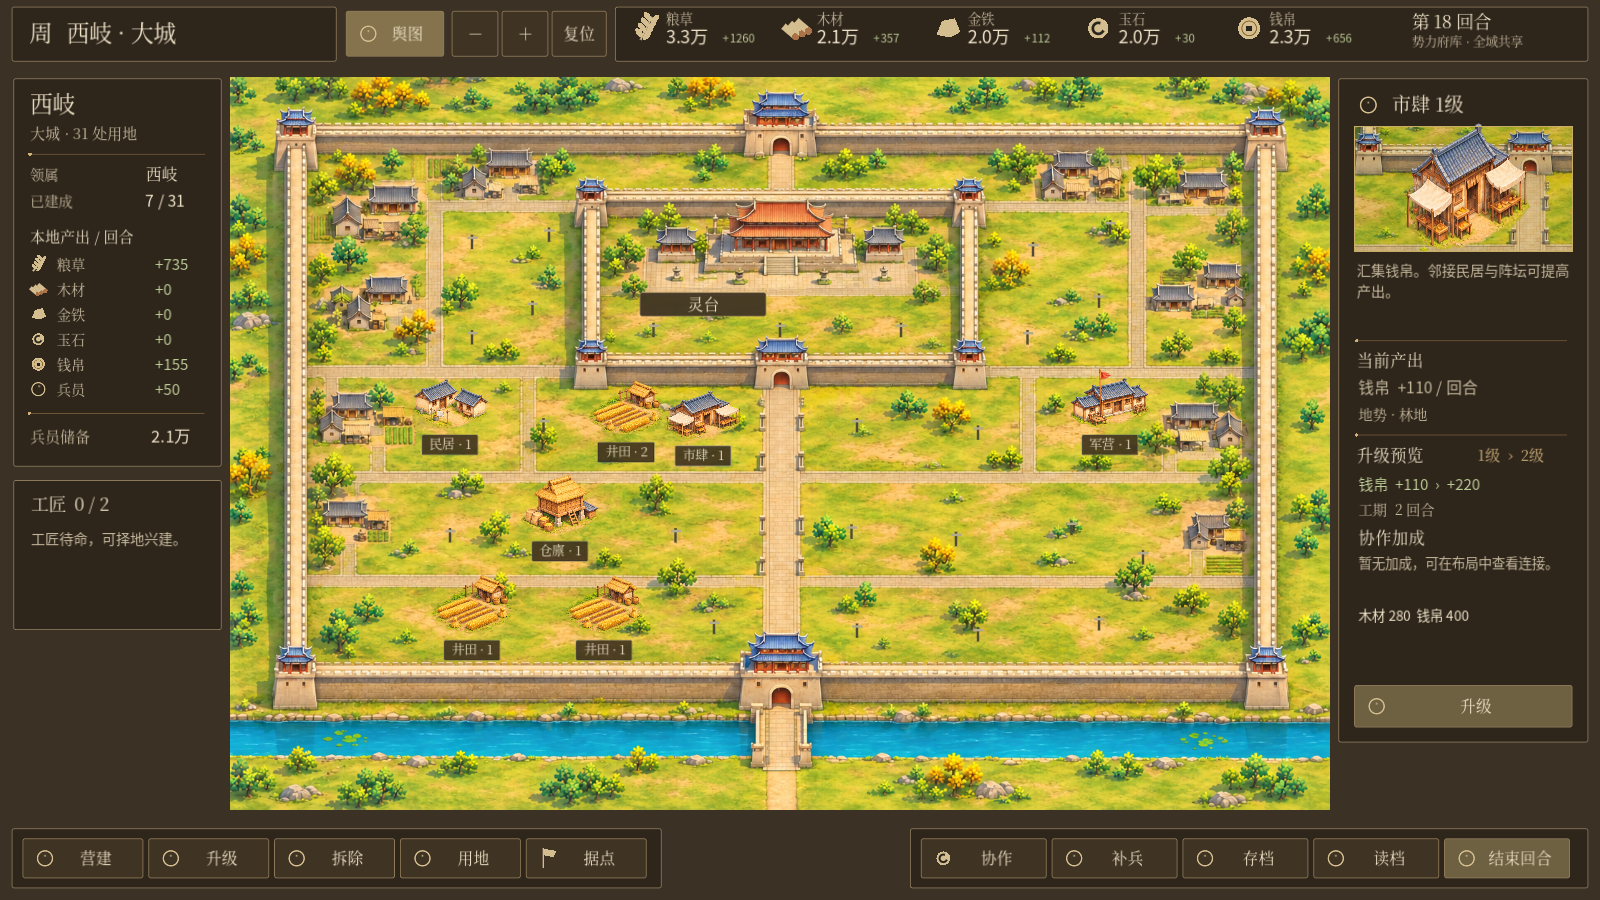 周 西岐 · 大城
舆图
− + 复位
粮草 3.3万 +1260
木材 2.1万 +357
金铁 2.0万 +112
玉石 2.0万 +30
钱帛 2.3万 +656
第 18 回合
势力府库 · 全域共享
西岐
大城 · 31 处用地
领属 西岐
已建成 7 / 31
本地产出 / 回合
粮草 +735
木材 +0
金铁 +0
玉石 +0
钱帛 +155
兵员 +50
兵员储备 2.1万
工匠 0 / 2
工匠待命，可择地兴建。
灵台
民居 · 1
井田 · 2
市肆 · 1
军营 · 1
仓廪 · 1
井田 · 1
井田 · 1
市肆 1级
汇集钱帛。邻接民居与阵坛可提高
产出。
当前产出
钱帛 +110 / 回合
地势 · 林地
升级预览 1级 › 2级
钱帛 +110 › +220
工期 2 回合
协作加成
暂无加成，可在布局中查看连接。
木材 280 钱帛 400
升级
营建 升级 拆除 用地 据点
协作 补兵 存档 读档 结束回合